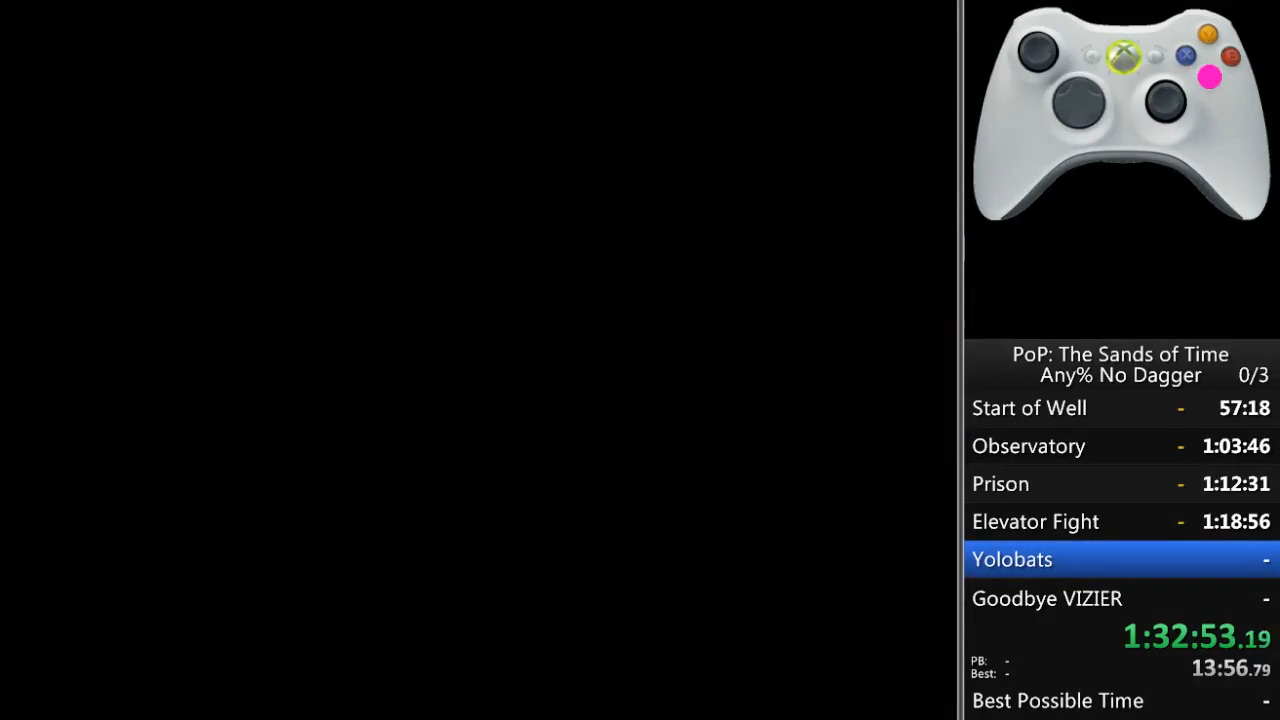 PoP: The Sands of Time
Any% No Dagger 0/3
Start of Well - 57:18
Observatory - 1:03:46
Prison - 1:12:31
Elevator Fight - 1:18:56
Yolobats -
Goodbye VIZIER -
1:32:53.19
PB: -
Best: - 13:56.79
Best Possible Time -